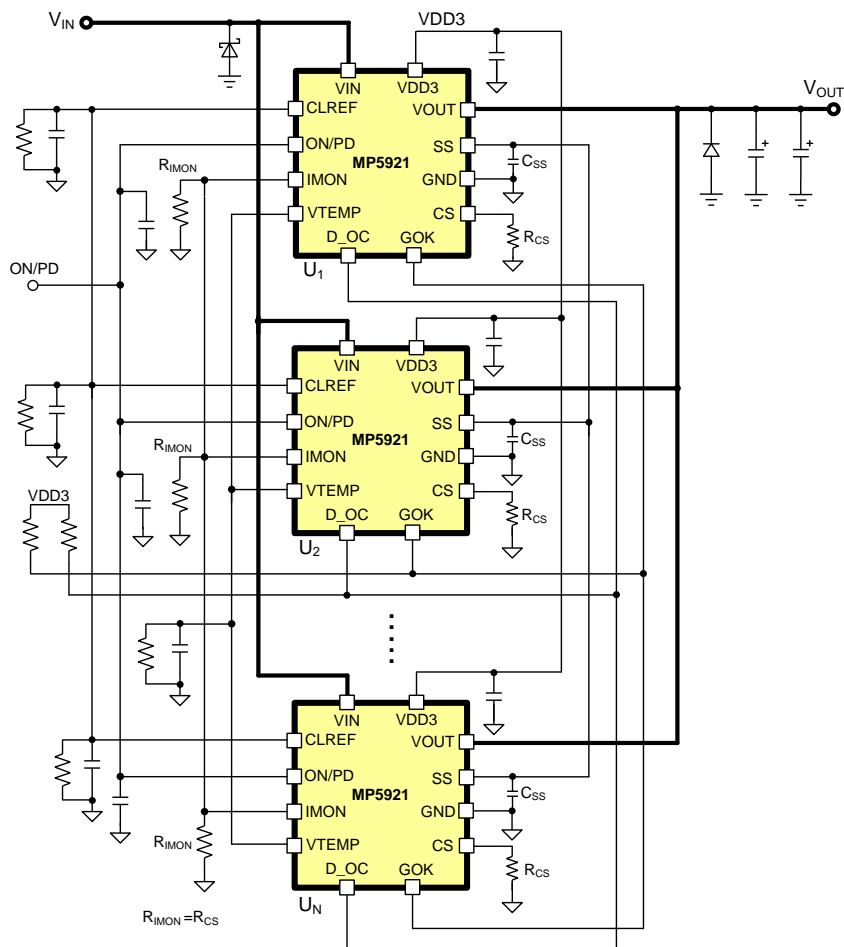 VIN
VDD3
VIN
VDD3
CLREF
VOUT
VOUT
ON/PD
SS
RIMON
MP5921
CSS
IMON
GND
VTEMP
CS
D_OC
GOK
RCS
U1
ON/PD
VIN
VDD3
CLREF
VOUT
ON/PD
SS
RIMON
MP5921
CSS
IMON
GND
VDD3
VTEMP
CS
D_OC
GOK
RCS
U2
VIN
VDD3
CLREF
VOUT
ON/PD
SS
MP5921
CSS
IMON
GND
RIMON
VTEMP
CS
D_OC
GOK
RCS
UN
RIMON =RCS